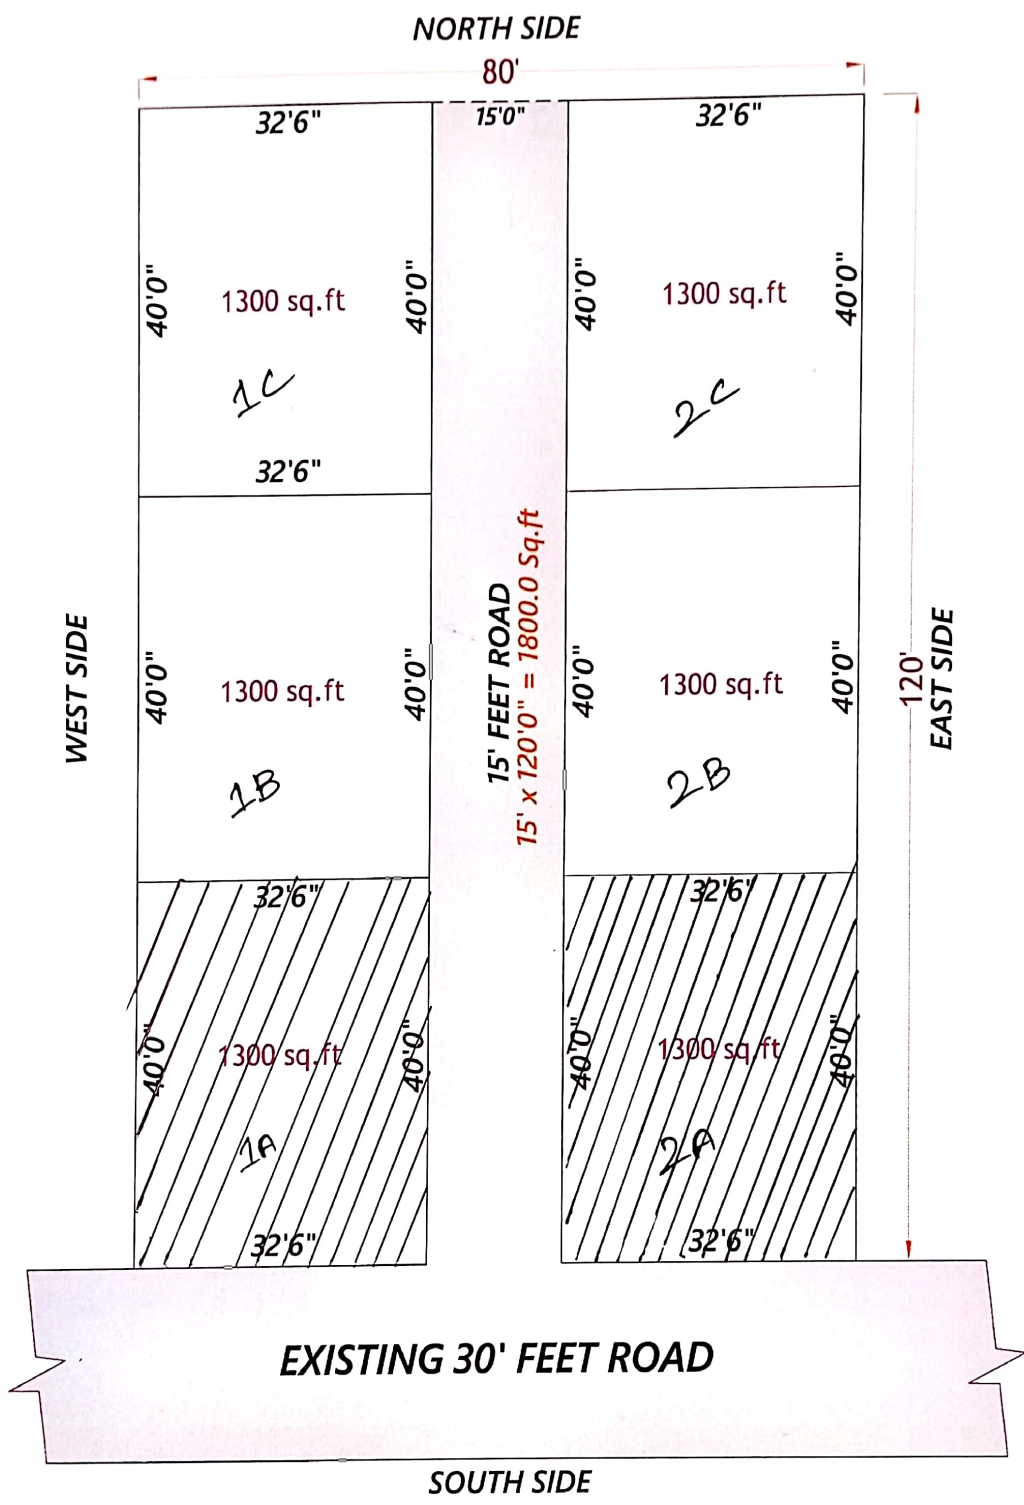 NORTH SIDE
80'
32'6"
15'0"
32'6"
40'0"
1300 sq.ft
40'0"
40'0"
1300 sq.ft
40'0"
1C
2C
32'6"
WEST SIDE
40'0"
1300 sq.ft
40'0"
15' FEET ROAD
15' x 120'0" = 1800.0 Sq.ft
40'0"
1300 sq.ft
40'0"
120'
EAST SIDE
1B
2B
32'6"
32'6"
40'0"
1300 sq.ft
40'0"
40'0"
1300 sq.ft
40'0"
1A
2A
32'6"
32'6"
EXISTING 30' FEET ROAD
SOUTH SIDE